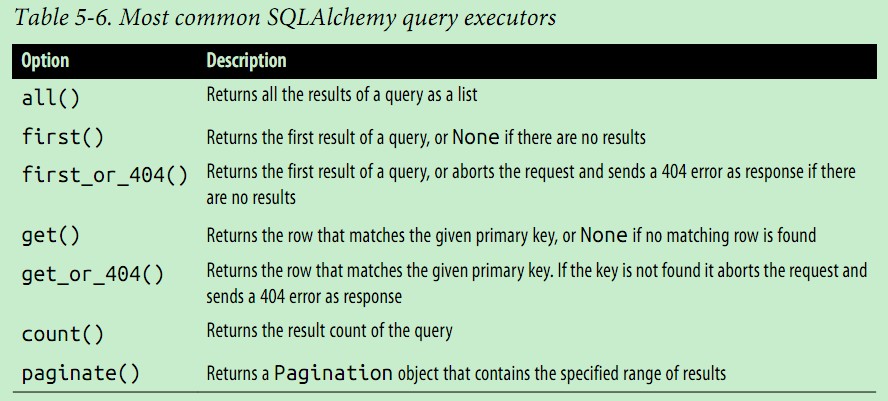 Table 5-6. Most common SQLAlchemy query executors
Option Description
all() Returns all the results of a query as a list
first() Returns the first result of a query, or None if there are no results
first_or_404() Returns the first result of a query, or aborts the request and sends a 404 error as response if there
are no results
get() Returns the row that matches the given primary key, or None if no matching row is found
get_or_404() Returns the row that matches the given primary key. If the key is not found it aborts the request and
sends a 404 error as response
count() Returns the result count of the query
paginate() Returns a Pagination object that contains the specified range of results